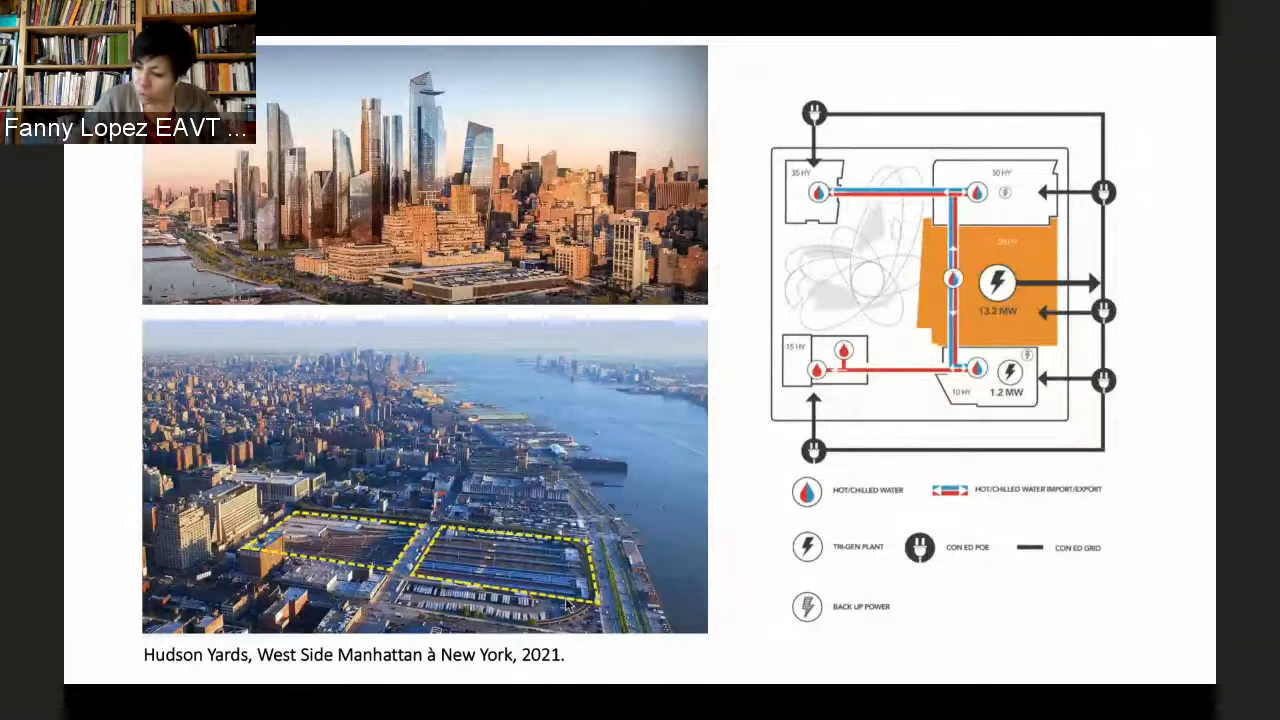 Fanny Lopez EAVT ...
35 HY
30 HY
20 HY
13.2 MW
15 HY
10 HY
1.2 MW
HOT/CHILLED WATER
HOT/CHILLED WATER IMPORT/EXPORT
TRI-GEN PLANT
CON ED POE
CON ED GRID
BACK UP POWER
Hudson Yards, West Side Manhattan à New York, 2021.